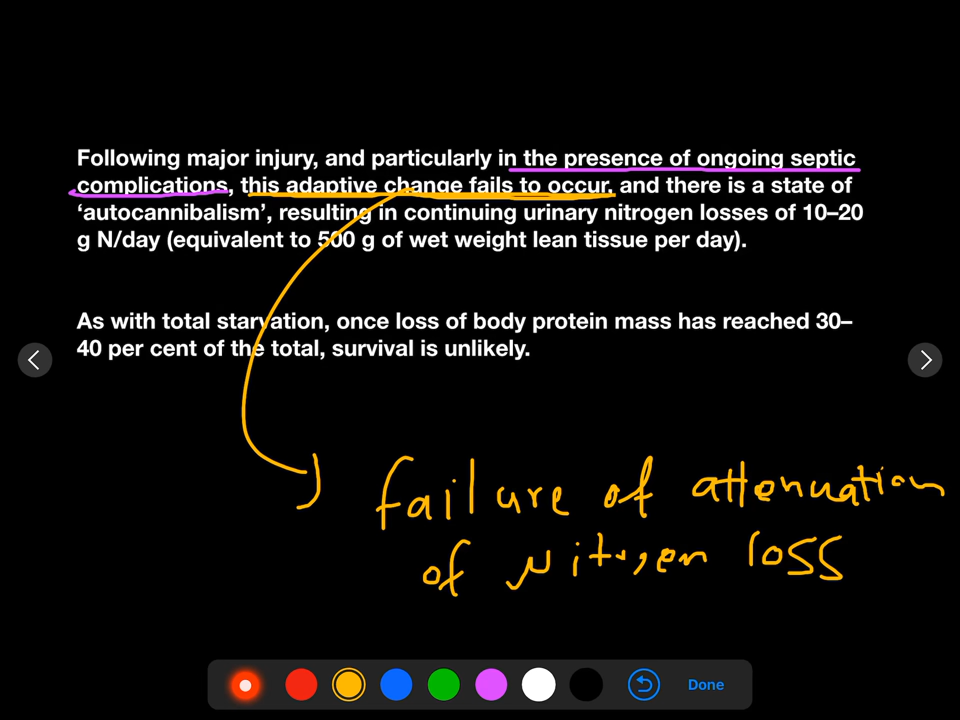 Following major injury, and particularly in the presence of ongoing septic
complications, this adaptive change fails to occur, and there is a state of
‘autocannibalism’, resulting in continuing urinary nitrogen losses of 10–20
g N/day (equivalent to 500 g of wet weight lean tissue per day).
As with total starvation, once loss of body protein mass has reached 30–
40 per cent of the total, survival is unlikely.
failure of attenuation
of Nitrogen loss
Done